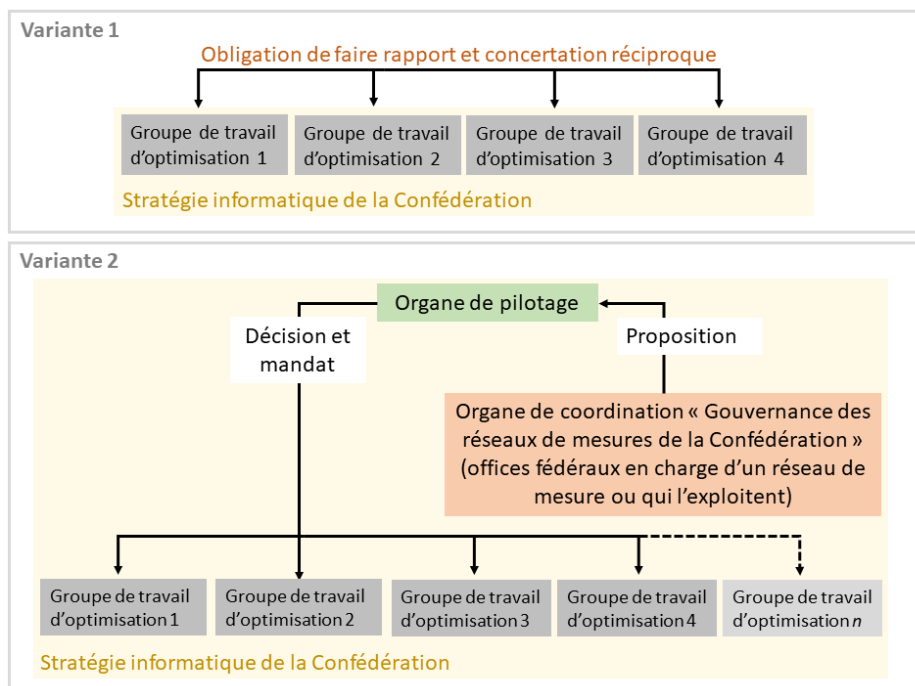 Variante 1
Obligation de faire rapport et concertation réciproque
Groupe de travail
d'optimisation 1
Groupe de travail
d'optimisation 2
Groupe de travail
d'optimisation 3
Groupe de travail
d'optimisation 4
Stratégie informatique de la Confédération
Variante 2
Organe de pilotage
Décision et
mandat
Proposition
Organe de coordination « Gouvernance des
réseaux de mesures de la Confédération »
(offices fédéraux en charge d’un réseau de
mesure ou qui l’exploitent)
Groupe de travail
d’optimisation 1
Groupe de travail
d’optimisation 2
Groupe de travail
d’optimisation 3
Groupe de travail
d’optimisation 4
Groupe de travail
d’optimisation n
Stratégie informatique de la Confédération